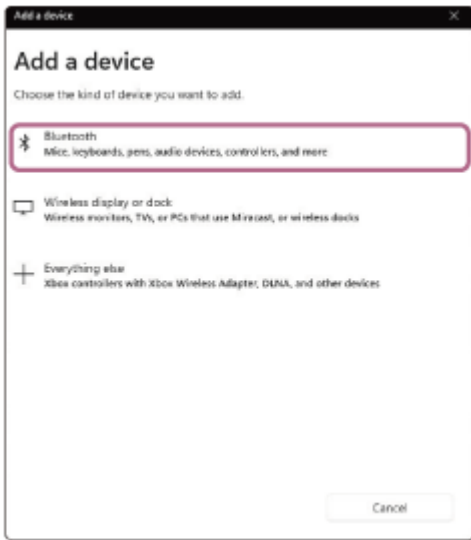 Add a device
Add a device
Choose the kind of device you want to add.
Bluetooth
Mice, keyboards, pens, audio devices, controllers, and more
Wireless display or dock
Wireless monitors, TVs, or PCs that use Miracast, or wireless docks
Everything else
Xbox controllers with Xbox Wireless Adapter, DLNA, and other devices
Cancel